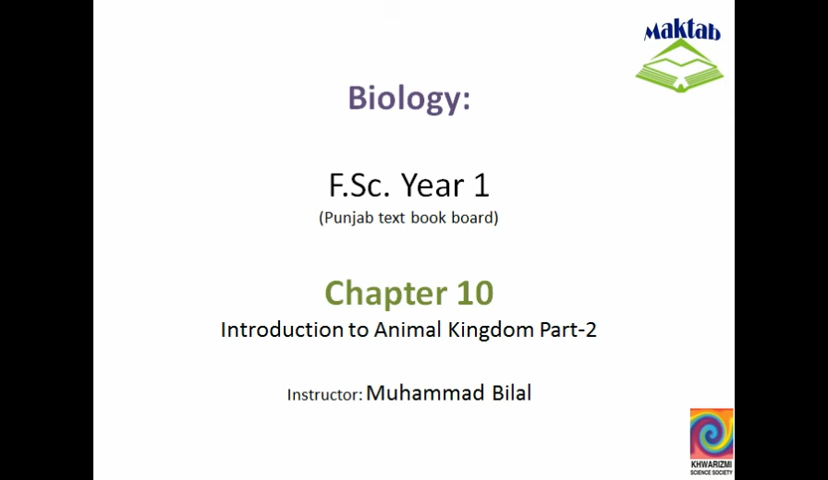 Maktab
Biology:
F.Sc. Year 1
(Punjab text book board)
Chapter 10
Introduction to Animal Kingdom Part-2
Instructor: Muhammad Bilal
KHWARIZMI
SCIENCE SOCIETY